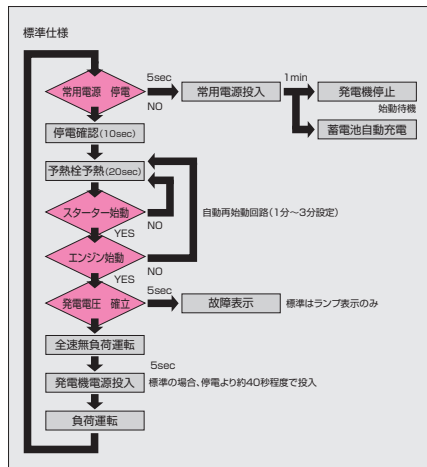 標準仕様
常用電源 停電
5sec
NO
常用電源投入
1min
発電機停止
始動待機
蓄電池自動充電
停電確認(10sec)
予熱栓予熱(20sec)
スターター始動
NO
YES
自動再始動回路(1分〜3分設定)
エンジン始動
NO
YES
発電電圧 確立
5sec
故障表示
標準はランプ表示のみ
全速無負荷運転
5sec
発電機電源投入
標準の場合、停電より約40秒程度で投入
負荷運転